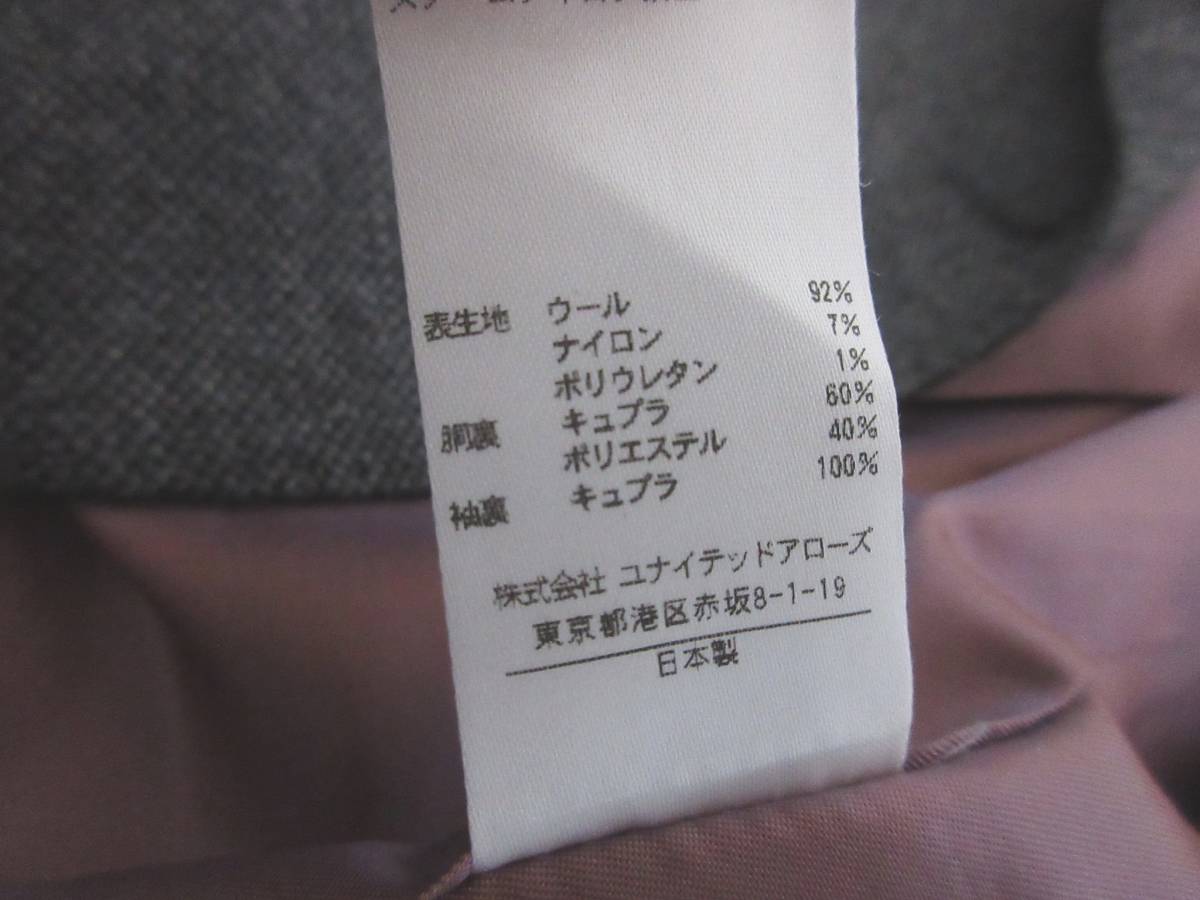 表生地 ウール 92%
ナイロン 7%
ポリウレタン 1%
胴裏 キュプラ 60%
ポリエステル 40%
袖裏 キュプラ 100%
株式会社 ユナイテッドアローズ
東京都港区赤坂8-1-19
日本製